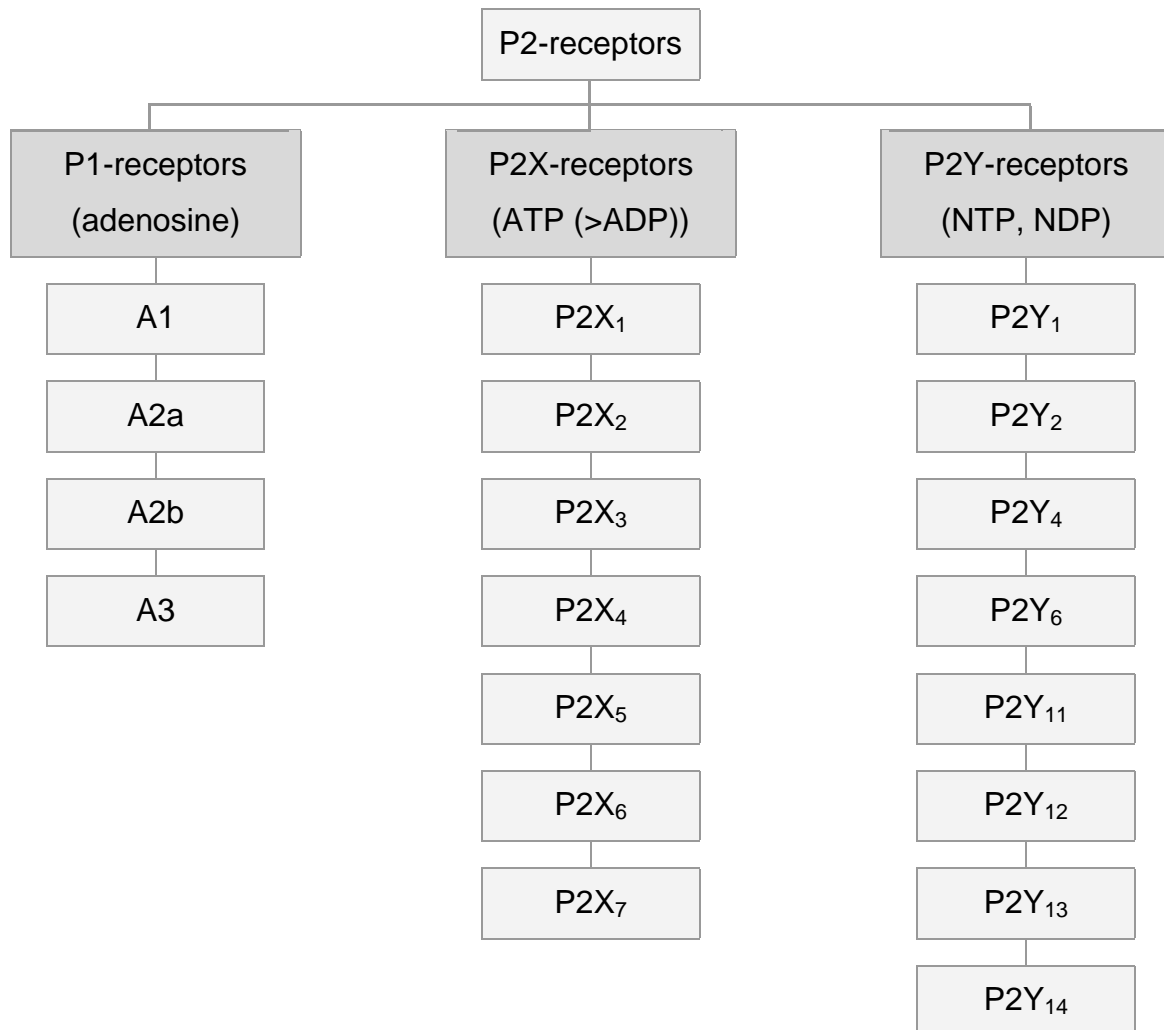 P2-receptors
P1-receptors
(adenosine)
P2X-receptors
(ATP (>ADP))
P2Y-receptors
(NTP, NDP)
A1
A2a
A2b
A3
P2X₁
P2X₂
P2X₃
P2X₄
P2X₅
P2X₆
P2X₇
P2Y₁
P2Y₂
P2Y₄
P2Y₆
P2Y₁₁
P2Y₁₂
P2Y₁₃
P2Y₁₄